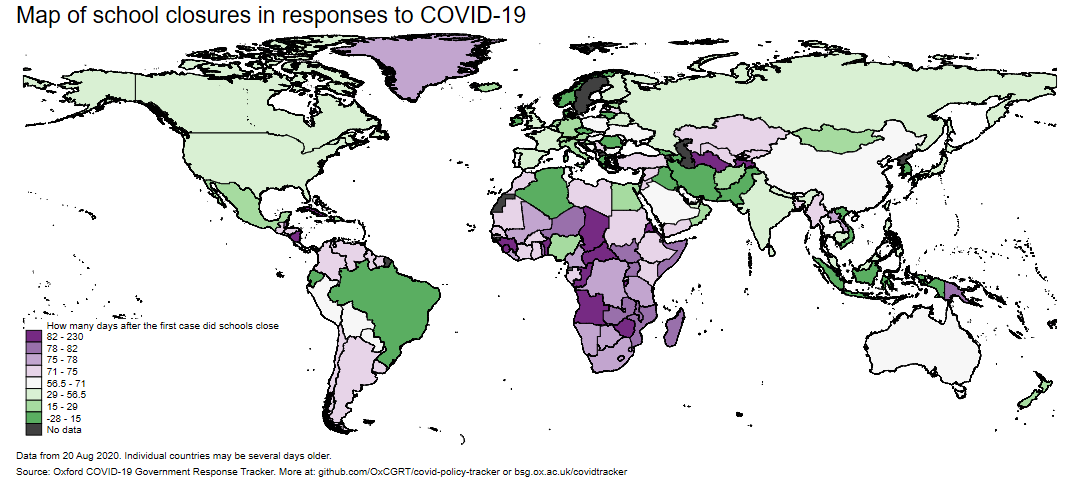 Map of school closures in responses to COVID-19
How many days after the first case did schools close
82 - 230
78 - 82
75 - 78
71 - 75
56.5 - 71
29 - 56.5
15 - 29
-28 - 15
No data
Data from 20 Aug 2020. Individual countries may be several days older.
Source: Oxford COVID-19 Government Response Tracker. More at: github.com/OxCGRT/covid-policy-tracker or bsg.ox.ac.uk/covidtracker